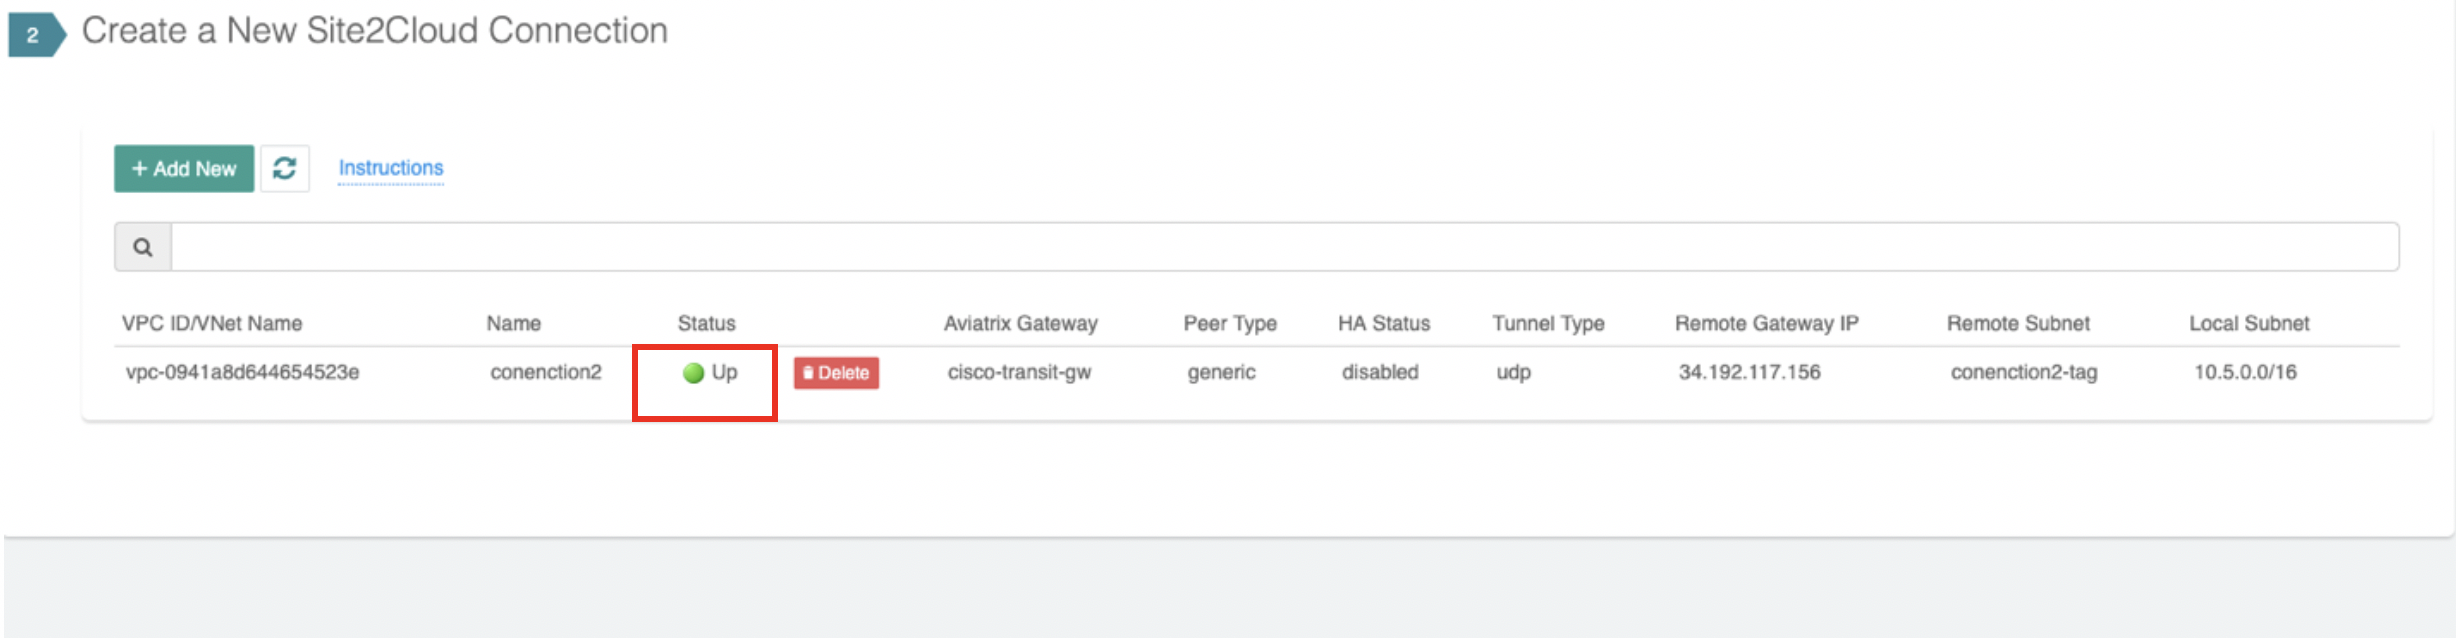 2 Create a New Site2Cloud Connection
+ Add New Instructions
VPC ID/VNet Name Name Status Aviatrix Gateway Peer Type HA Status Tunnel Type Remote Gateway IP Remote Subnet Local Subnet
vpc-0941a8d644654523e conenction2 Up Delete cisco-transit-gw generic disabled udp 34.192.117.156 conenction2-tag 10.5.0.0/16